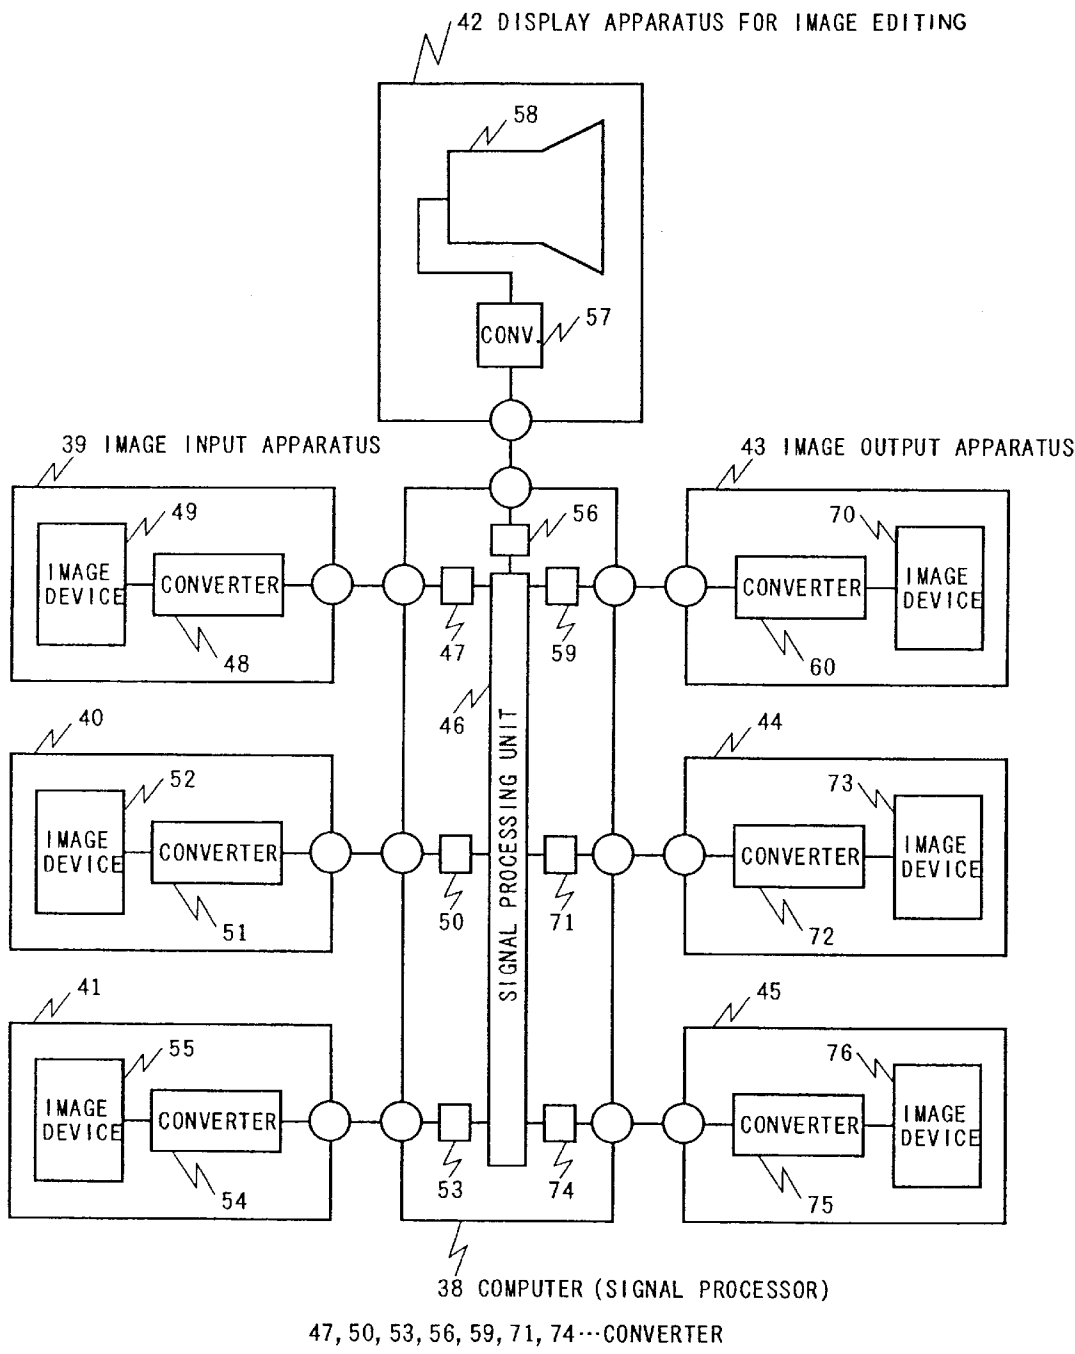 42 DISPLAY APPARATUS FOR IMAGE EDITING
58
57
CONV.
39 IMAGE INPUT APPARATUS
43 IMAGE OUTPUT APPARATUS
49
56
70
IMAGE
DEVICE
CONVERTER
CONVERTER
IMAGE
DEVICE
48
47
59
60
46
SIGNAL PROCESSING UNIT
40
44
52
73
IMAGE
DEVICE
CONVERTER
CONVERTER
IMAGE
DEVICE
51
50
71
72
41
45
55
76
IMAGE
DEVICE
CONVERTER
CONVERTER
IMAGE
DEVICE
54
53
74
75
38 COMPUTER (SIGNAL PROCESSOR)
47, 50, 53, 56, 59, 71, 74···CONVERTER